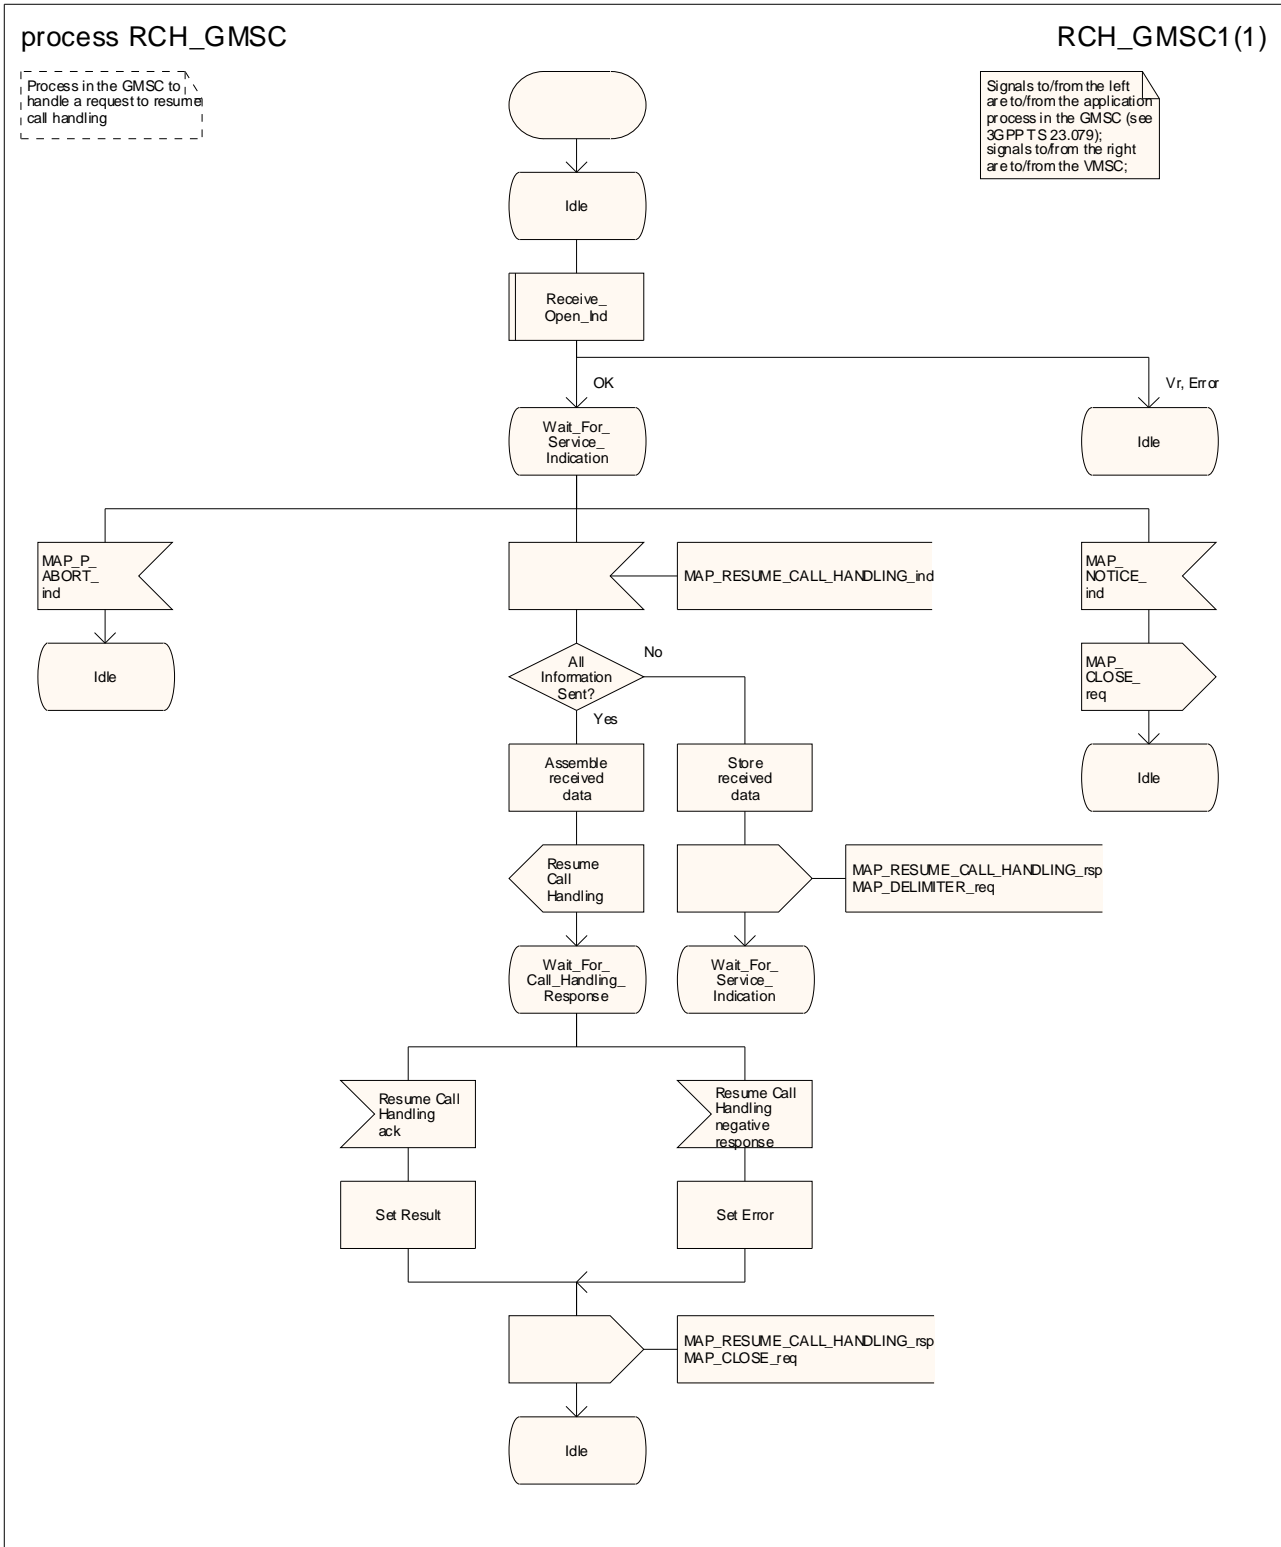 process RCH_GMSC
RCH_GMSC1(1)
Process in the GMSC to
handle a request to resume
call handling
Signals to/from the left
are to/from the application
process in the GMSC (see
3GPP TS 23.079);
signals to/from the right
are to/from the VMSC;
Idle
Receive_
Open_Ind
OK
Vr, Error
Wait_For_
Service_
Indication
Idle
MAP_P_
ABORT_
ind
MAP_RESUME_CALL_HANDLING_ind
MAP_
NOTICE_
ind
Idle
All
Information
Sent?
No
Yes
MAP_
CLOSE_
req
Assemble
received
data
Store
received
data
Idle
Resume
Call
Handling
MAP_RESUME_CALL_HANDLING_rsp
MAP_DELIMITER_req
Wait_For_
Call_Handling_
Response
Wait_For_
Service_
Indication
Resume Call
Handling
ack
Resume Call
Handling
negative
response
Set Result
Set Error
MAP_RESUME_CALL_HANDLING_rsp
MAP_CLOSE_req
Idle